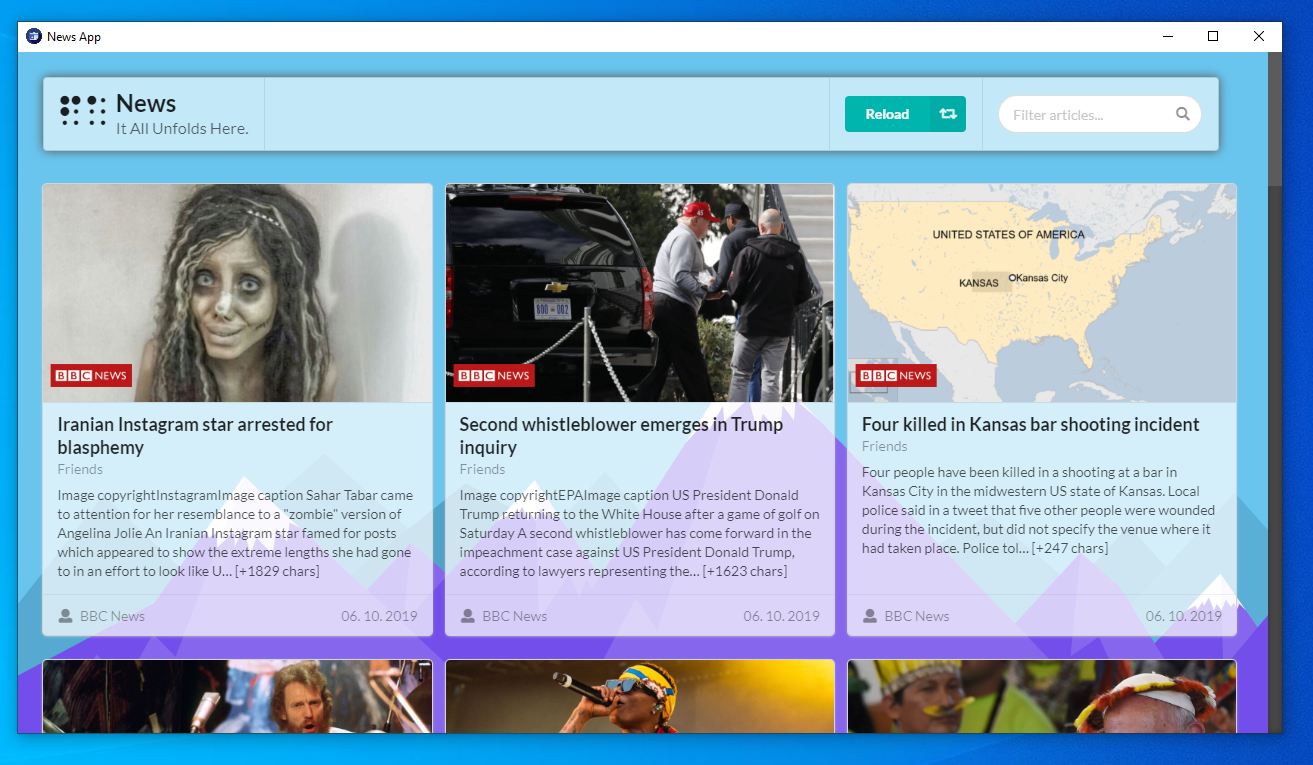 News App
News
It All Unfolds Here.
Reload
Filter articles...
BBC NEWS
Iranian Instagram star arrested for
blasphemy
Friends
Image copyrightInstagramImage caption Sahar Tabar came
to attention for her resemblance to a "zombie" version of
Angelina Jolie An Iranian Instagram star famed for posts
which appeared to show the extreme lengths she had gone
to in an effort to look like U... [+1829 chars]
BBC News
06. 10. 2019
45
800 002
BBC NEWS
Second whistleblower emerges in Trump
inquiry
Friends
Image copyrightEPAImage caption US President Donald
Trump returning to the White House after a game of golf on
Saturday A second whistleblower has come forward in the
impeachment case against US President Donald Trump,
according to lawyers representing the... [+1623 chars]
BBC News
06. 10. 2019
UNITED STATES OF AMERICA
KANSAS
Kansas City
BBC NEWS
Four killed in Kansas bar shooting incident
Friends
Four people have been killed in a shooting at a bar in
Kansas City in the midwestern US state of Kansas. Local
police said in a tweet that five other people were wounded
during the incident, but did not specify the venue where it
had taken place. Police tol... [+247 chars]
BBC News
06. 10. 2019